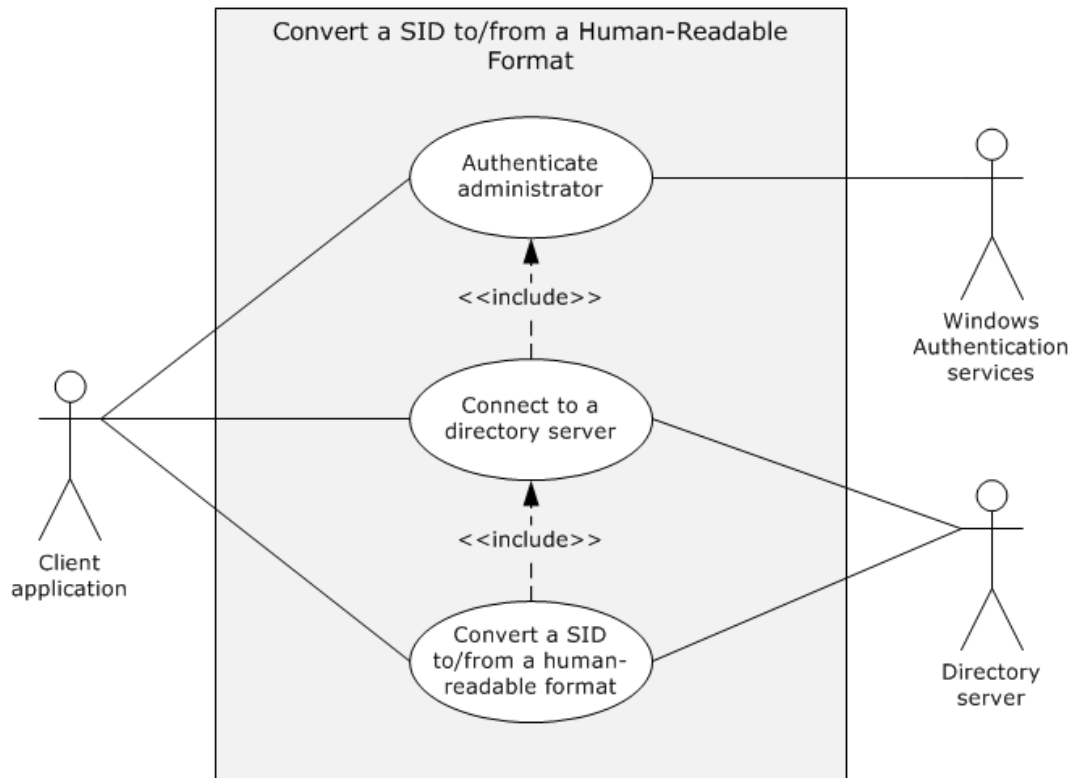 Convert a SID to/from a Human-Readable
Format
Authenticate
administrator
<<include>>
Windows
Authentication
services
Connect to a
directory server
Client
application
<<include>>
Convert a SID
to/from a human-
readable format
Directory
server